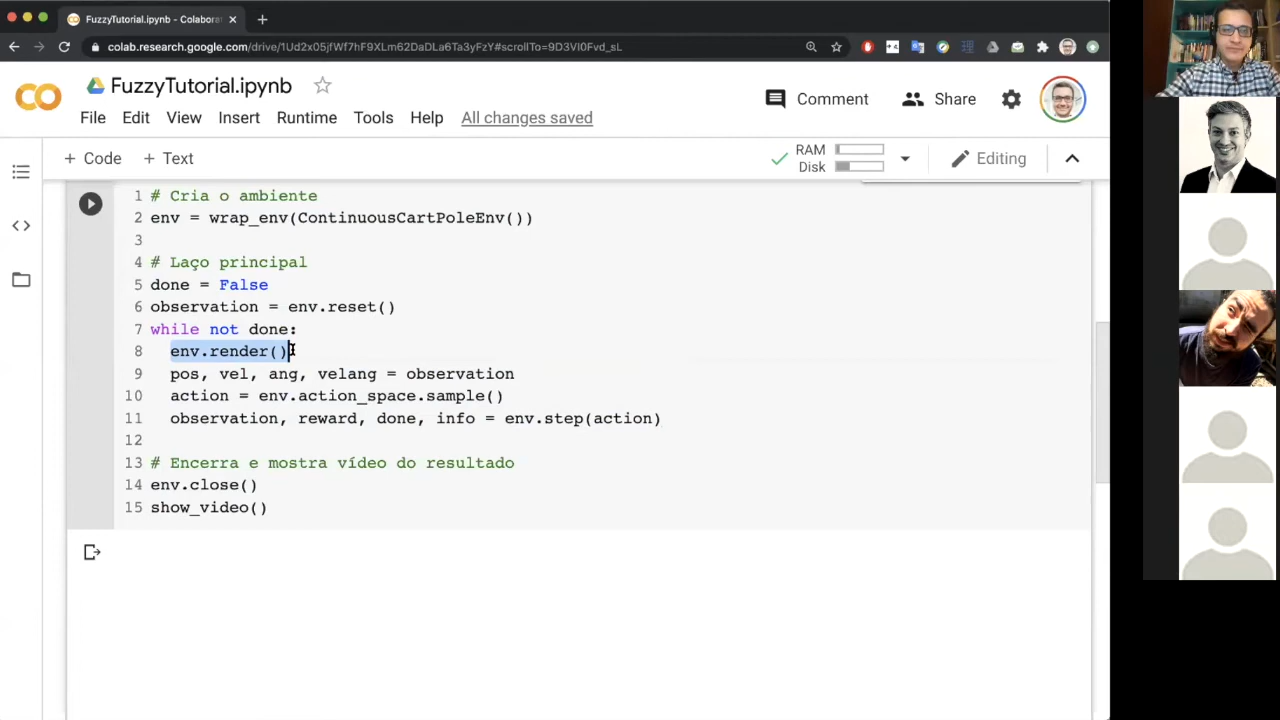 FuzzyTutorial.ipynb - Colabora
colab.research.google.com/drive/1Ud2x05jfWf7hF9XLm62DaDLa6Ta3yFzY#scrollTo=9D3VI0Fvd_sL
FuzzyTutorial.ipynb
Comment
Share
File Edit View Insert Runtime Tools Help All changes saved
+ Code + Text
RAM
Disk
Editing
1 # Cria o ambiente
2 env = wrap_env(ContinuousCartPoleEnv())
3
4 # Laço principal
5 done = False
6 observation = env.reset()
7 while not done:
8 env.render()
9 pos, vel, ang, velang = observation
10 action = env.action_space.sample()
11 observation, reward, done, info = env.step(action)
12
13 # Encerra e mostra vídeo do resultado
14 env.close()
15 show_video()